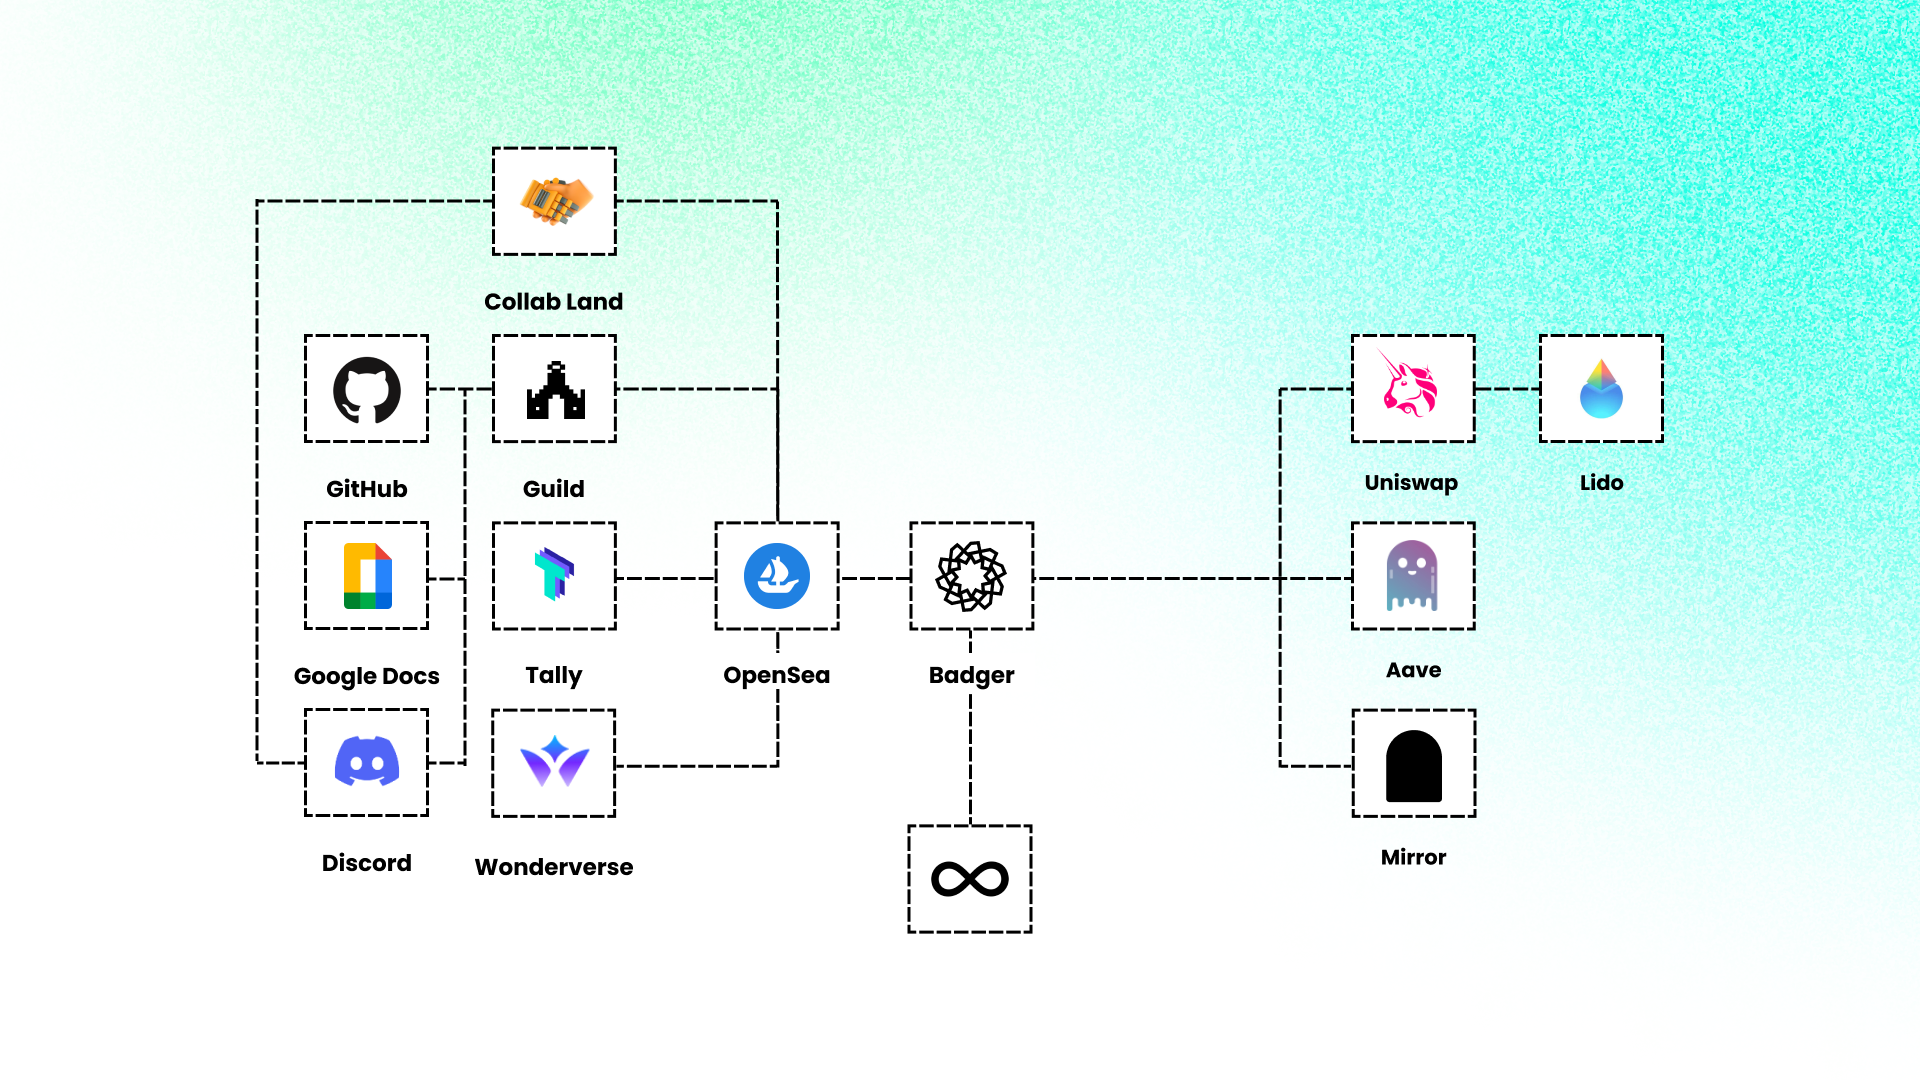 Collab Land
GitHub
Guild
Uniswap
Lido
Google Docs
Tally
OpenSea
Badger
Aave
Discord
Wonderverse
Mirror